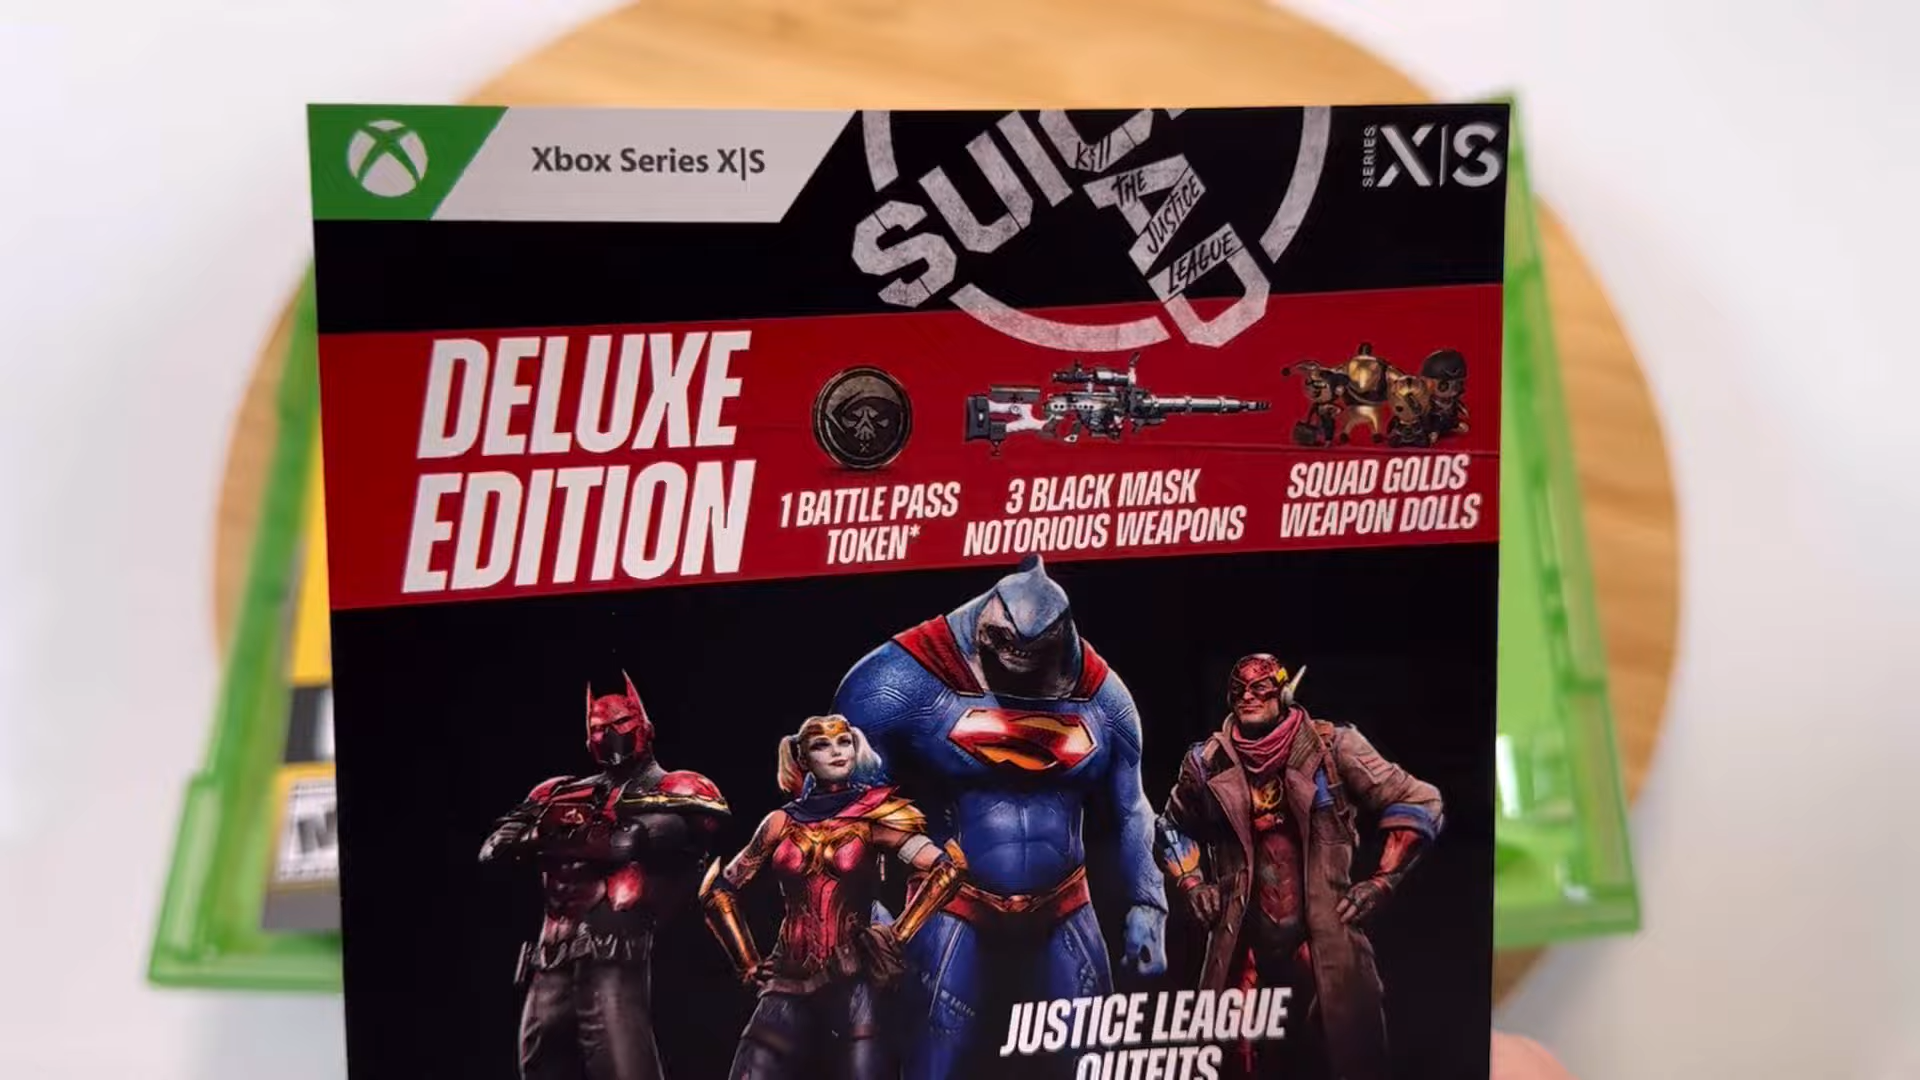 Xbox Series X|S
SUIC
KILL
THE
JUSTICE
LEAGUE
SERIES
X|S
DELUXE
EDITION
1 BATTLE PASS
TOKEN*
3 BLACK MASK
NOTORIOUS WEAPONS
SQUAD GOLDS
WEAPON DOLLS
JUSTICE LEAGUE
OUTFITS